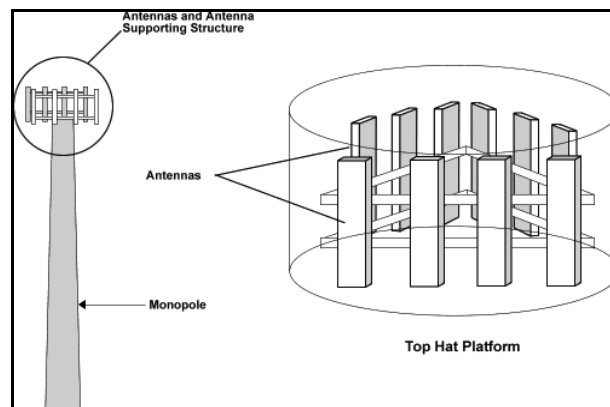 Antennas and Antenna
Supporting Structure
Antennas
Monopole
Top Hat Platform